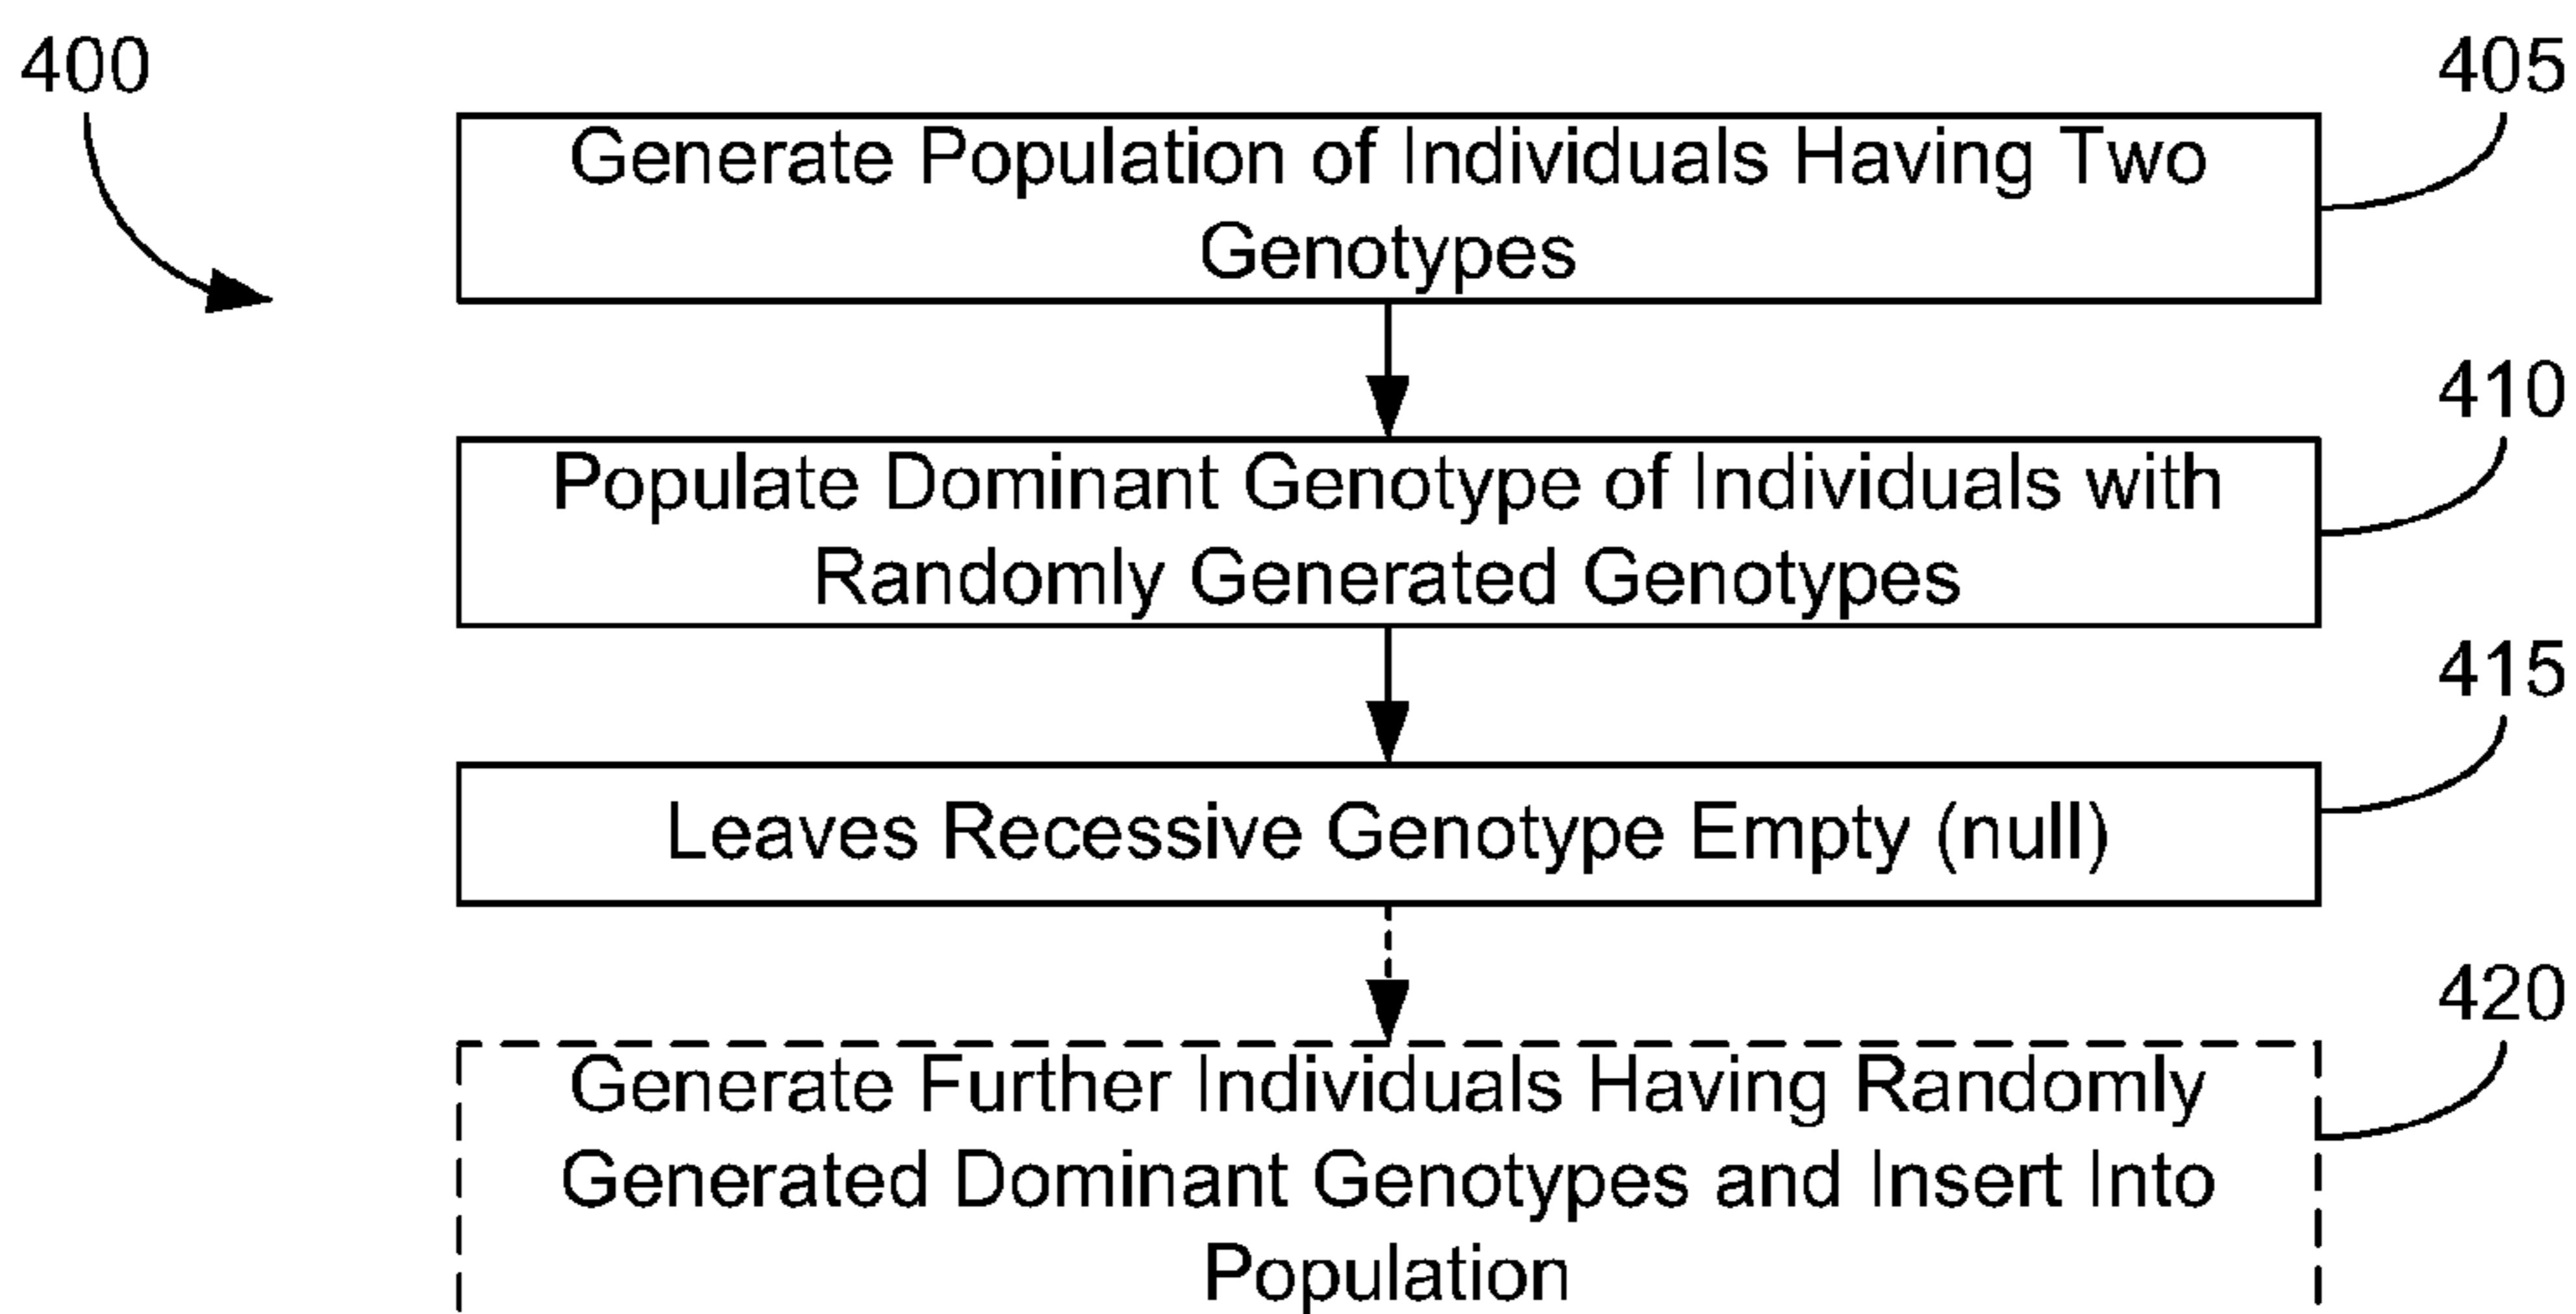 400
405
Generate Population of Individuals Having Two
Genotypes
410
Populate Dominant Genotype of Individuals with
Randomly Generated Genotypes
415
Leaves Recessive Genotype Empty (null)
420
Generate Further Individuals Having Randomly
Generated Dominant Genotypes and Insert Into
Population